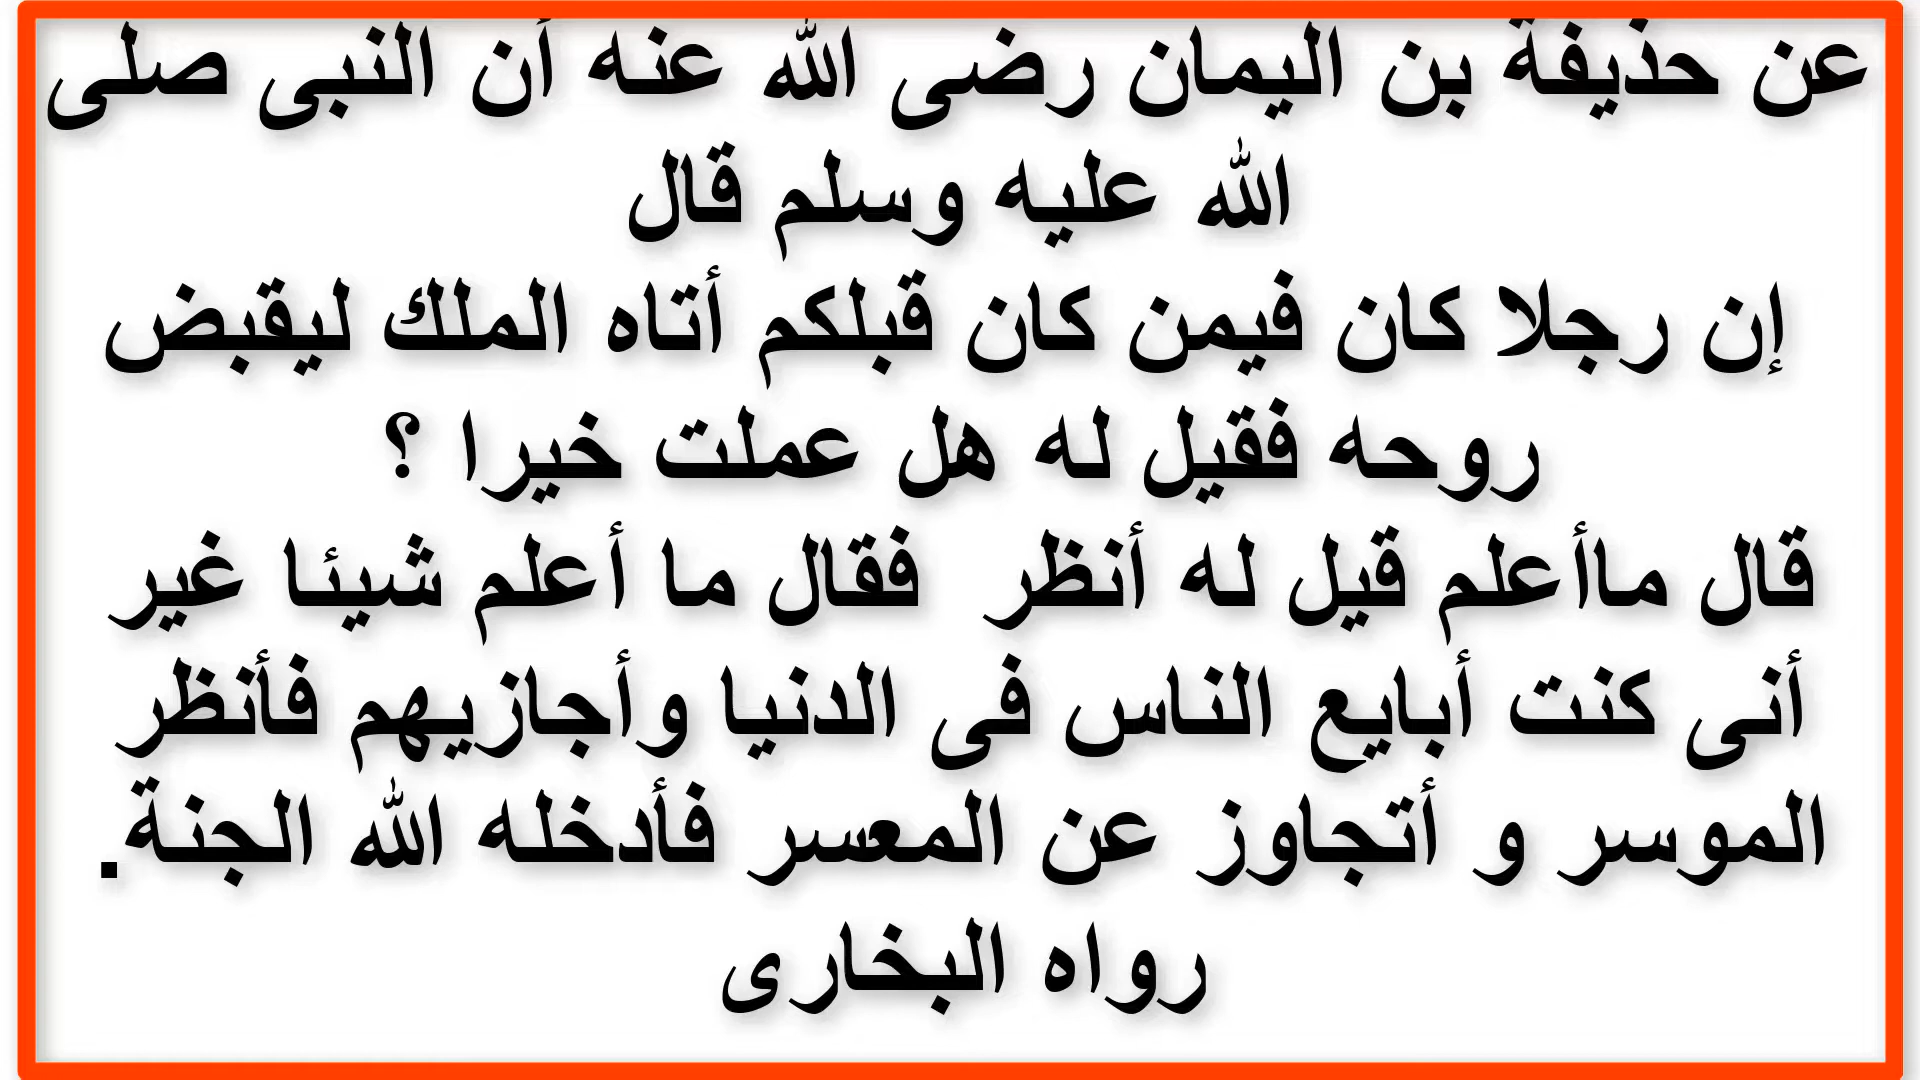 عن حذيفة بن اليمان رضى الله عنه أن النبى صلى
الله عليه وسلم قال
إن رجلا كان فيمن كان قبلكم أتاه الملك ليقبض
روحه فقيل له هل عملت خيرا ؟
قال ماأعلم قيل له أنظر  فقال ما أعلم شيئا غير
أنى كنت أبايع الناس فى الدنيا وأجازيهم فأنظر
الموسر و أتجاوز عن المعسر فأدخله الله الجنة.
رواه البخارى